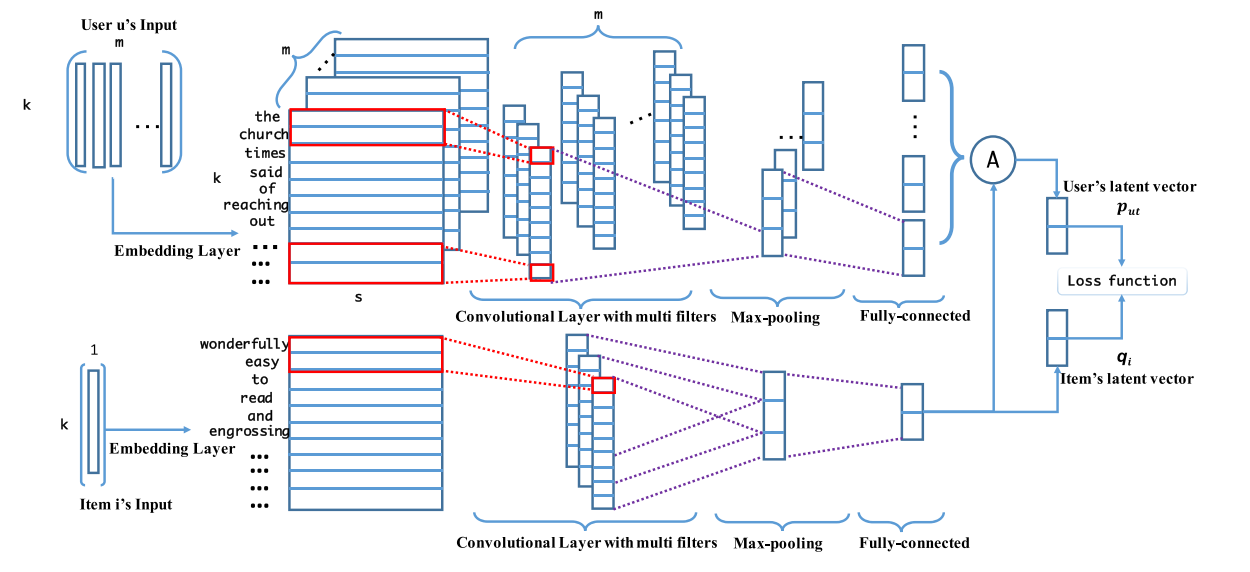 User u's Input
m
k
Embedding Layer
m
the
church
times
said
k
of
reaching
out
...
...
...
s
m
...
...
Convolutional Layer with multi filters
Max-pooling
Fully-connected
A
User's latent vector
p_ut
Loss function
q_i
Item's latent vector
1
k
Item i's Input
Embedding Layer
wonderfully
easy
to
read
and
engrossing
...
...
...
...
Convolutional Layer with multi filters
Max-pooling
Fully-connected